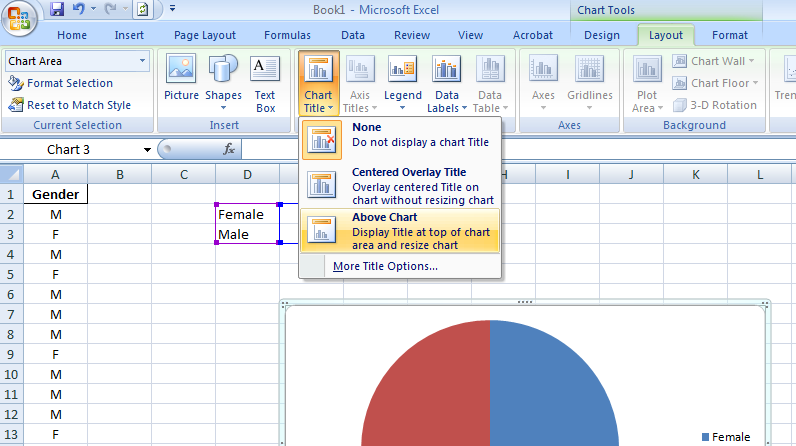 Book1 - Microsoft Excel
Chart Tools
Home Insert Page Layout Formulas Data Review View Acrobat Design Layout Format
Chart Area
Format Selection
Reset to Match Style
Current Selection
Picture Shapes Text Box
Insert
Chart Title Axis Titles Legend Data Labels Data Table
Axes Gridlines
Axes
Plot Area
Chart Wall
Chart Floor
3-D Rotation
Background
None
Do not display a chart Title
Centered Overlay Title
Overlay centered Title on
chart without resizing chart
Above Chart
Display Title at top of chart
area and resize chart
More Title Options...
Chart 3
fx
A B C D H I J K L
1 Gender
2 M Female
3 F Male
4 M
5 F
6 M
7 M
8 M
9 F
10 M
11 M
12 M
13 F
Female